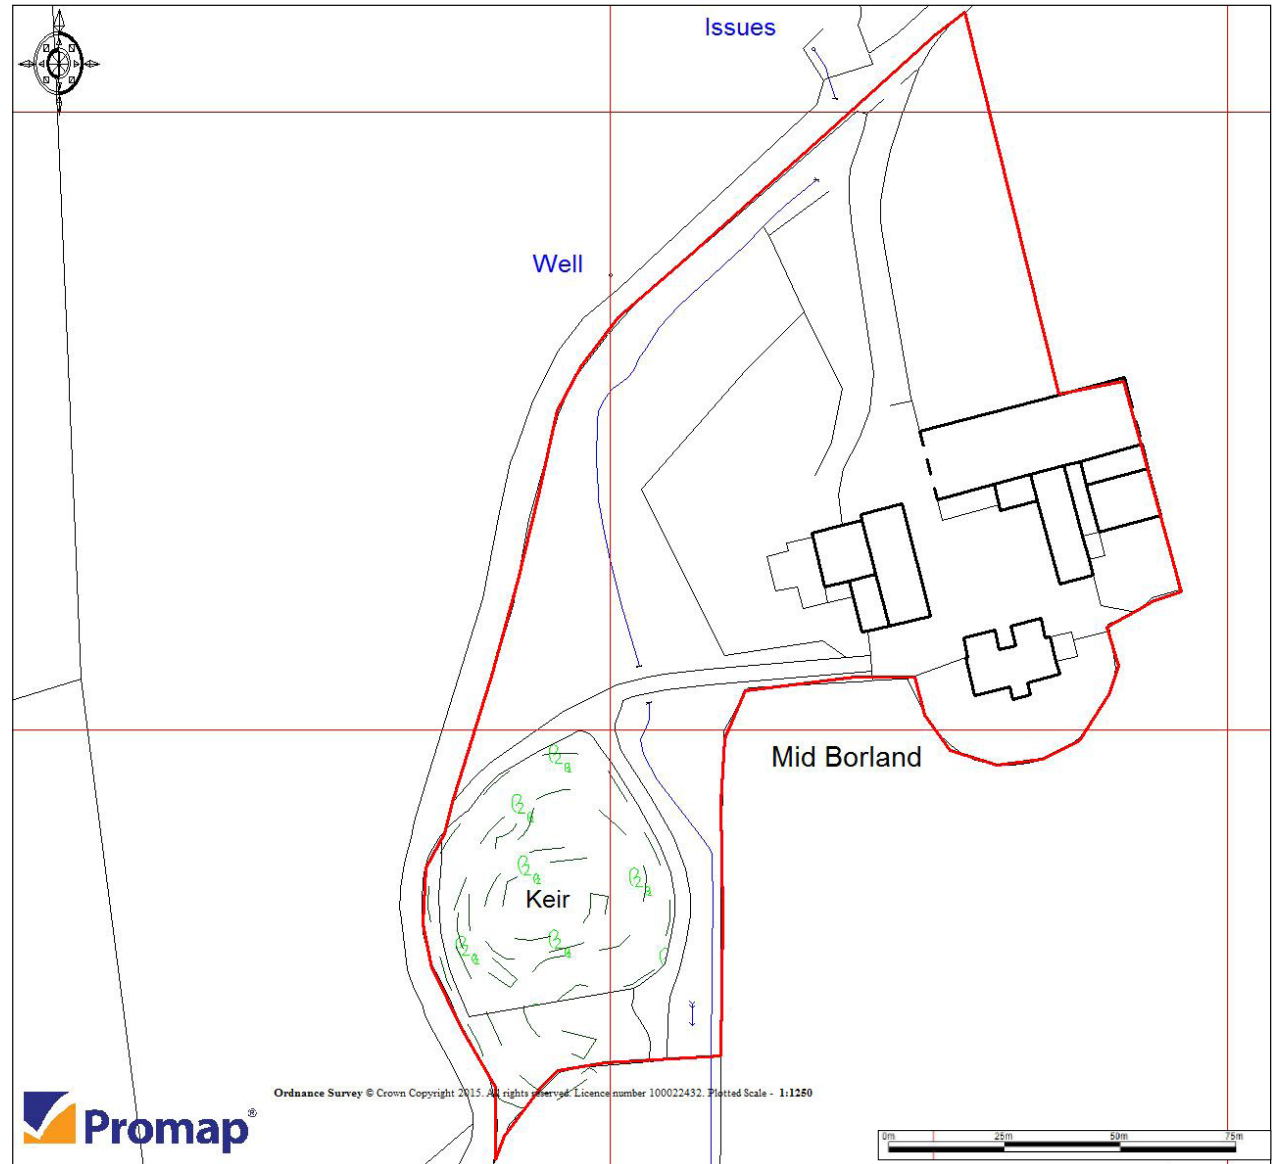 Issues
Well
Mid Borland
Keir
Ordnance Survey © Crown Copyright 2015. All rights reserved. Licence number 100022432. Plotted Scale - 1:1250
Promap®
0m 25m 50m 75m